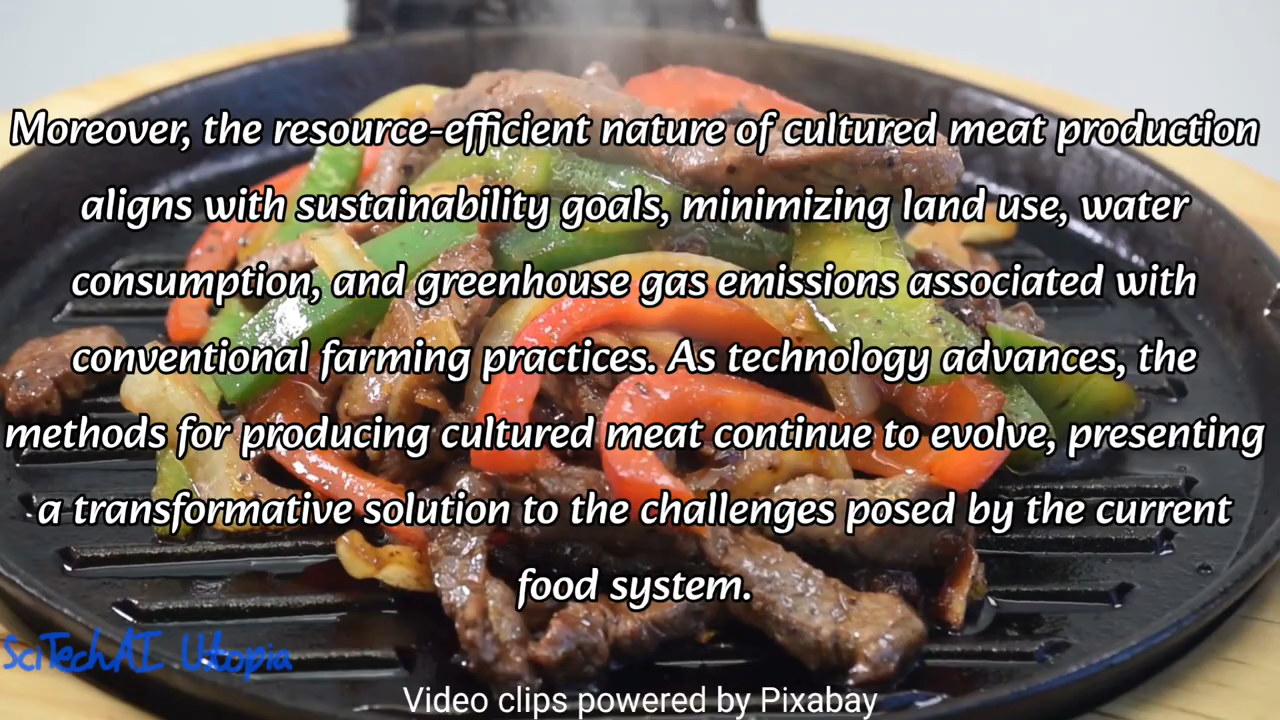 Moreover, the resource-efficient nature of cultured meat production
aligns with sustainability goals, minimizing land use, water
consumption, and greenhouse gas emissions associated with
conventional farming practices. As technology advances, the
methods for producing cultured meat continue to evolve, presenting
a transformative solution to the challenges posed by the current
food system.
SciTechAI Utopia
Video clips powered by Pixabay